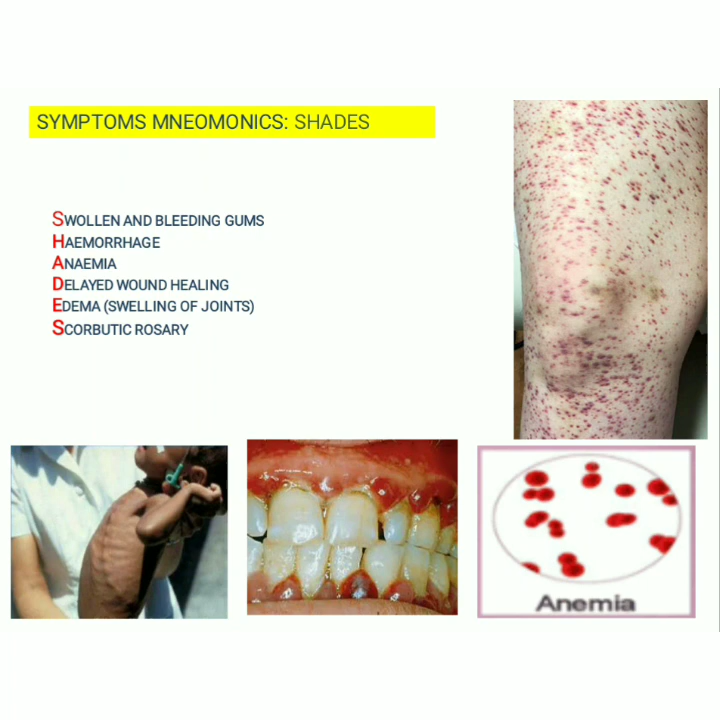 SYMPTOMS MNEOMONICS: SHADES
SWOLLEN AND BLEEDING GUMS
HAEMORRHAGE
ANAEMIA
DELAYED WOUND HEALING
EDEMA (SWELLING OF JOINTS)
SCORBUTIC ROSARY
Anemia